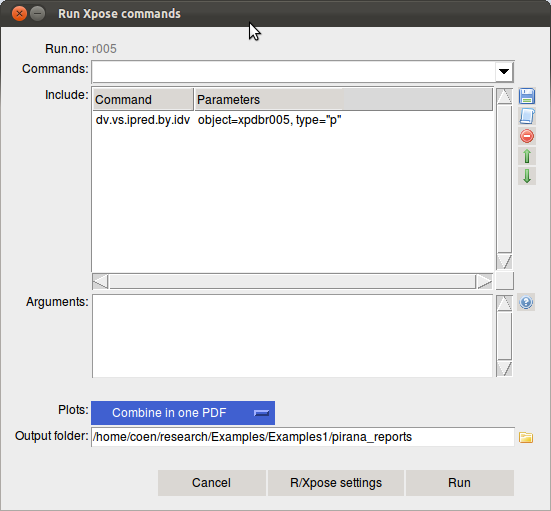 Run Xpose commands
Run.no: r005
Commands:
Include:
Command Parameters
dv.vs.ipred.by.idv object=xpdbr005, type="p"
Arguments:
Plots: Combine in one PDF
Output folder: /home/coen/research/Examples/Examples1/pirana_reports
Cancel R/Xpose settings Run